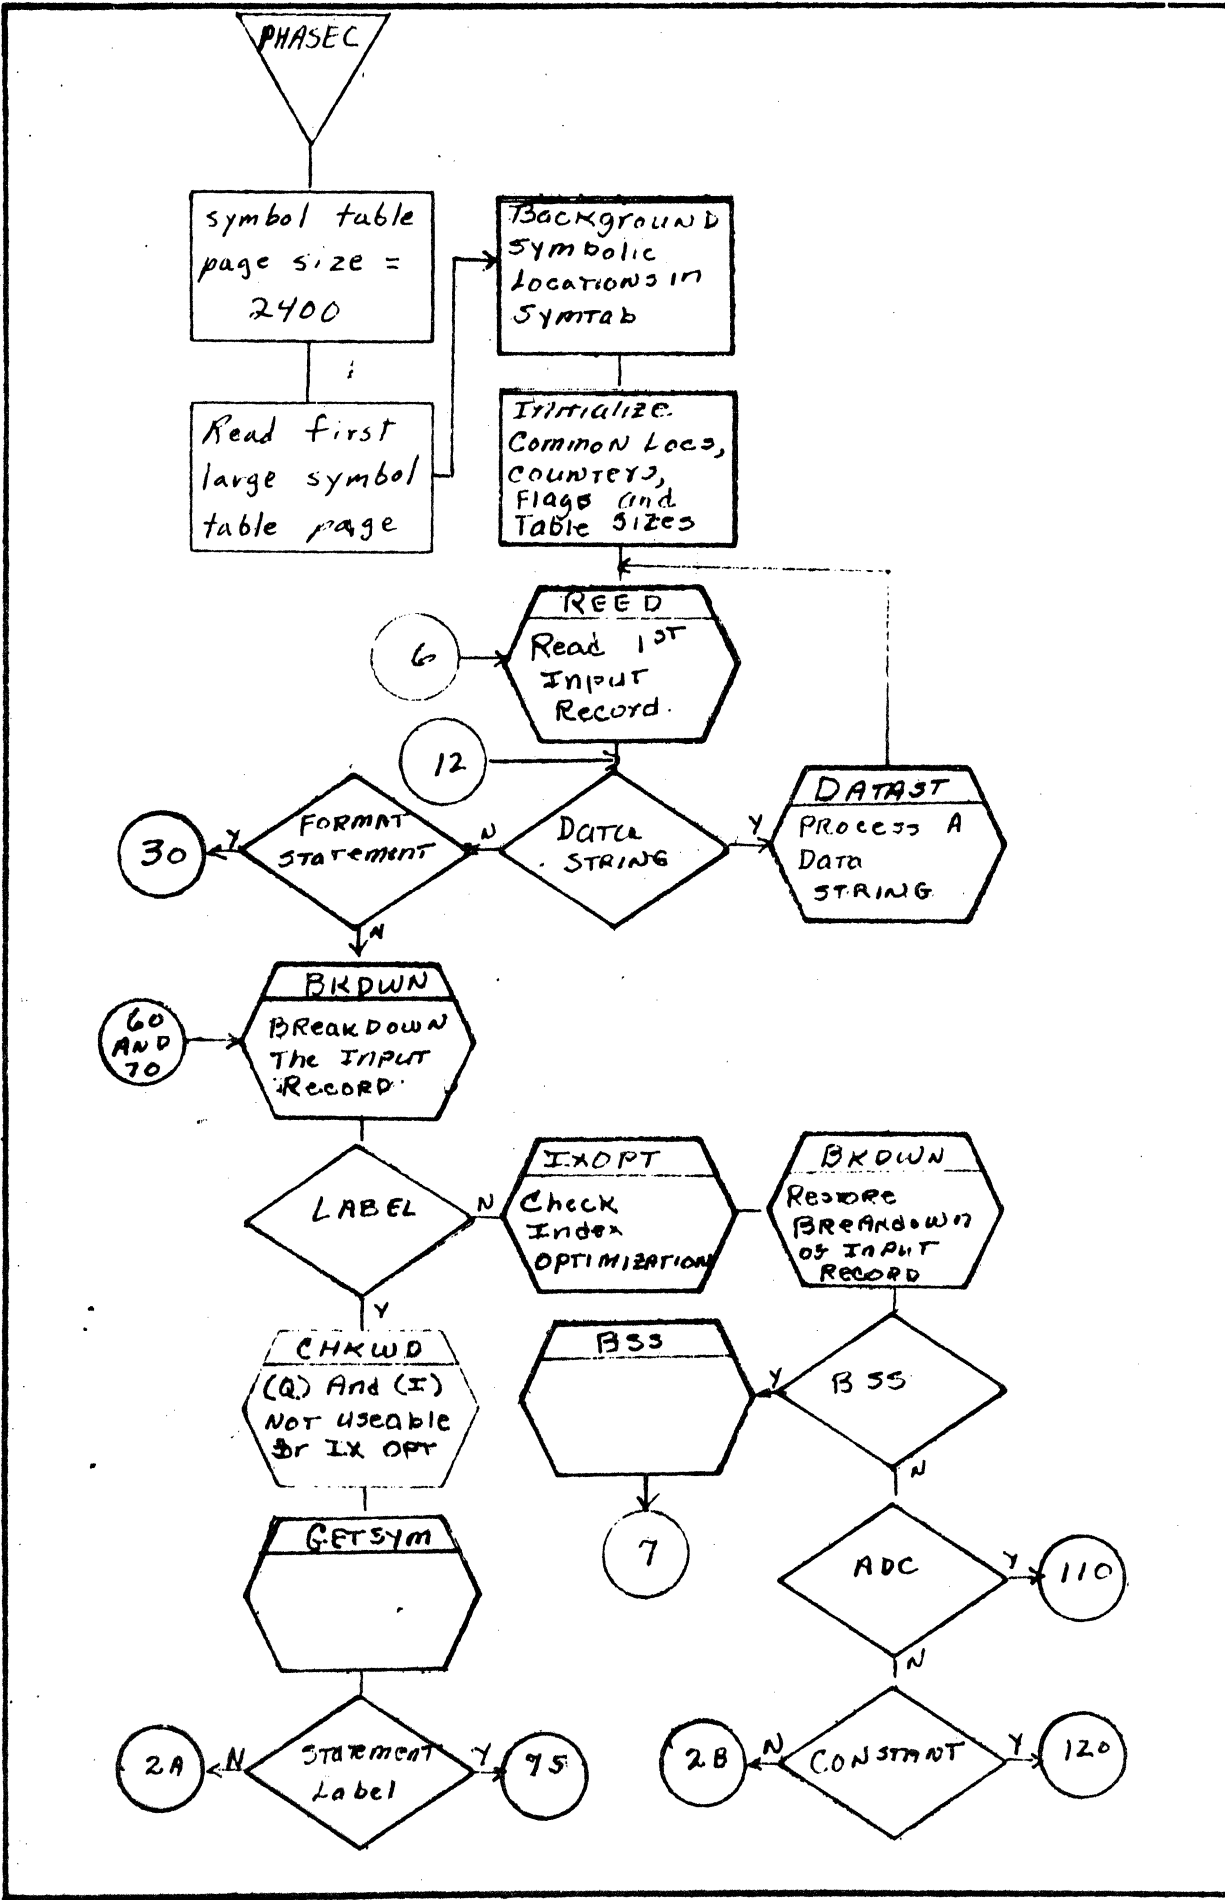 PHASEC
symbol table
page size =
2400
Read first
large symbol
table page
Background
Symbolic
Locations in
Symtab
Initialize
Common Locs,
counters,
Flags and
Table Sizes
REED
Read 1ST
Input
Record.
6
12
DATAST
Process A
Data
STRING
Y
Data
STRING
N
FORMAT
Statement
Y
30
N
BKDWN
BreakDown
The Input
Record.
60
AND
70
LABEL
N
IXOPT
Check
Index
OPTIMIZATION
BKDWN
Restore
Breakdown
of Input
Record
Y
CHKWD
(Q) And (I)
Not useable
for IX OPT
BSS
Y
BSS
N
7
GETSYM
ADC
Y
110
N
Statement
Label
N
2A
Y
75
CONSTANT
N
2B
Y
120